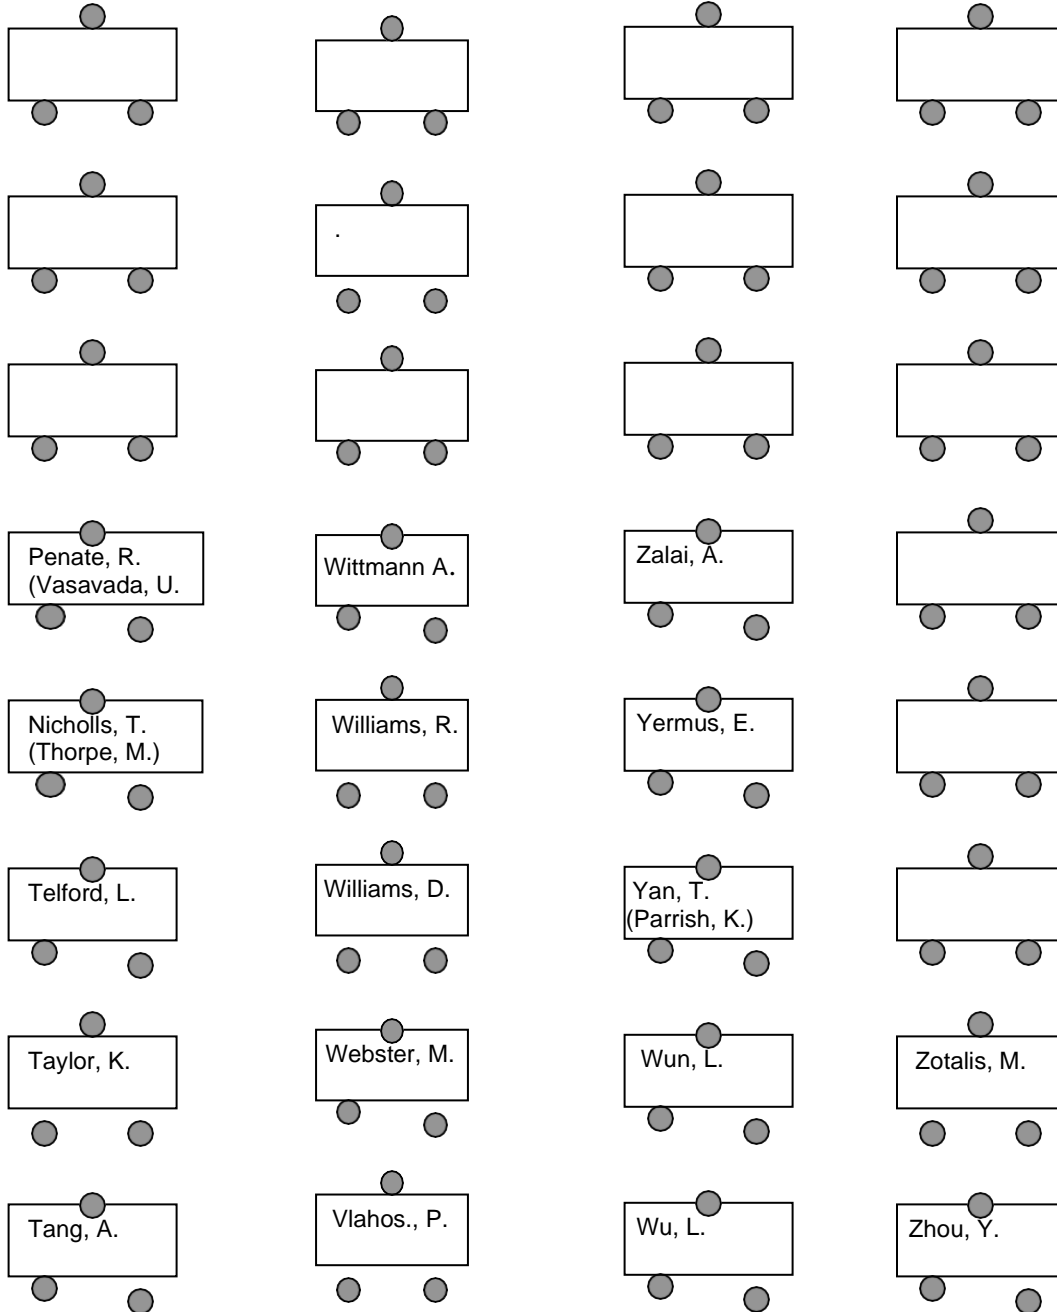 .
Penate, R.
(Vasavada, U.
Wittmann A.
Zalai, A.
Nicholls, T.
(Thorpe, M.)
Williams, R.
Yermus, E.
Telford, L.
Williams, D.
Yan, T.
(Parrish, K.)
Taylor, K.
Webster, M.
Wun, L.
Zotalis, M.
Tang, A.
Vlahos., P.
Wu, L.
Zhou, Y.